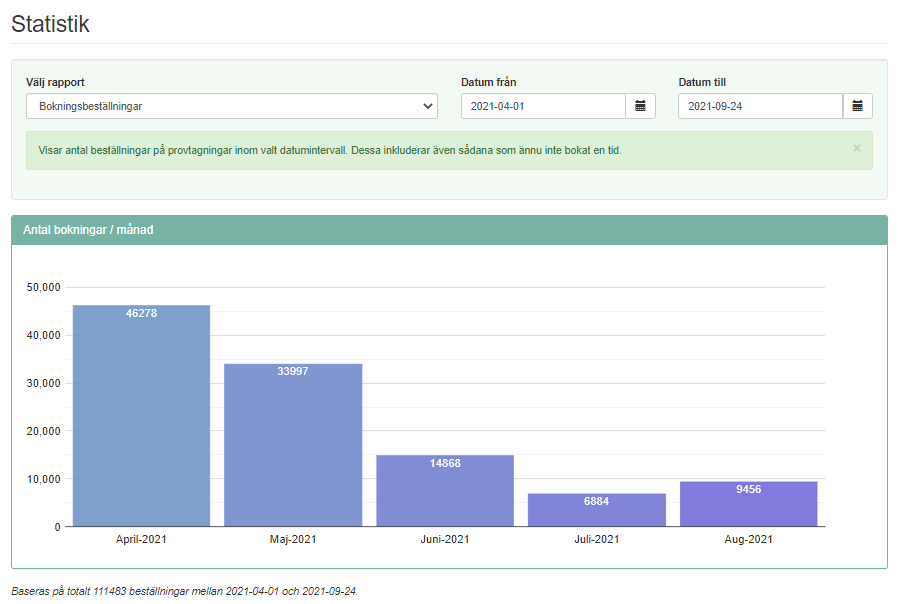 Statistik
Välj rapport
Datum från
Datum till
Bokningsbeställningar
2021-04-01
2021-09-24
Visar antal beställningar på provtagningar inom valt datumintervall. Dessa inkluderar även sådana som ännu inte bokat en tid.
×
Antal bokningar / månad
50,000
40,000
30,000
20,000
10,000
0
46278
33997
14868
6884
9456
April-2021
Maj-2021
Juni-2021
Juli-2021
Aug-2021
Baseras på totalt 111483 beställningar mellan 2021-04-01 och 2021-09-24.